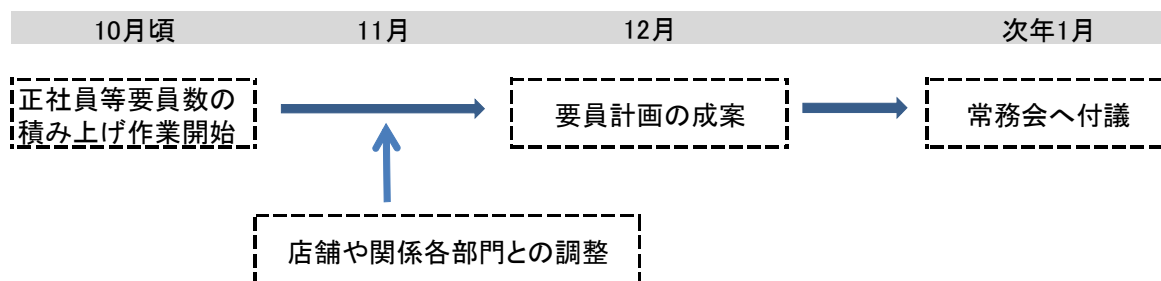 10月頃 11月 12月 次年1月
正社員等要員数の
積み上げ作業開始
要員計画の成案
常務会へ付議
店舗や関係各部門との調整